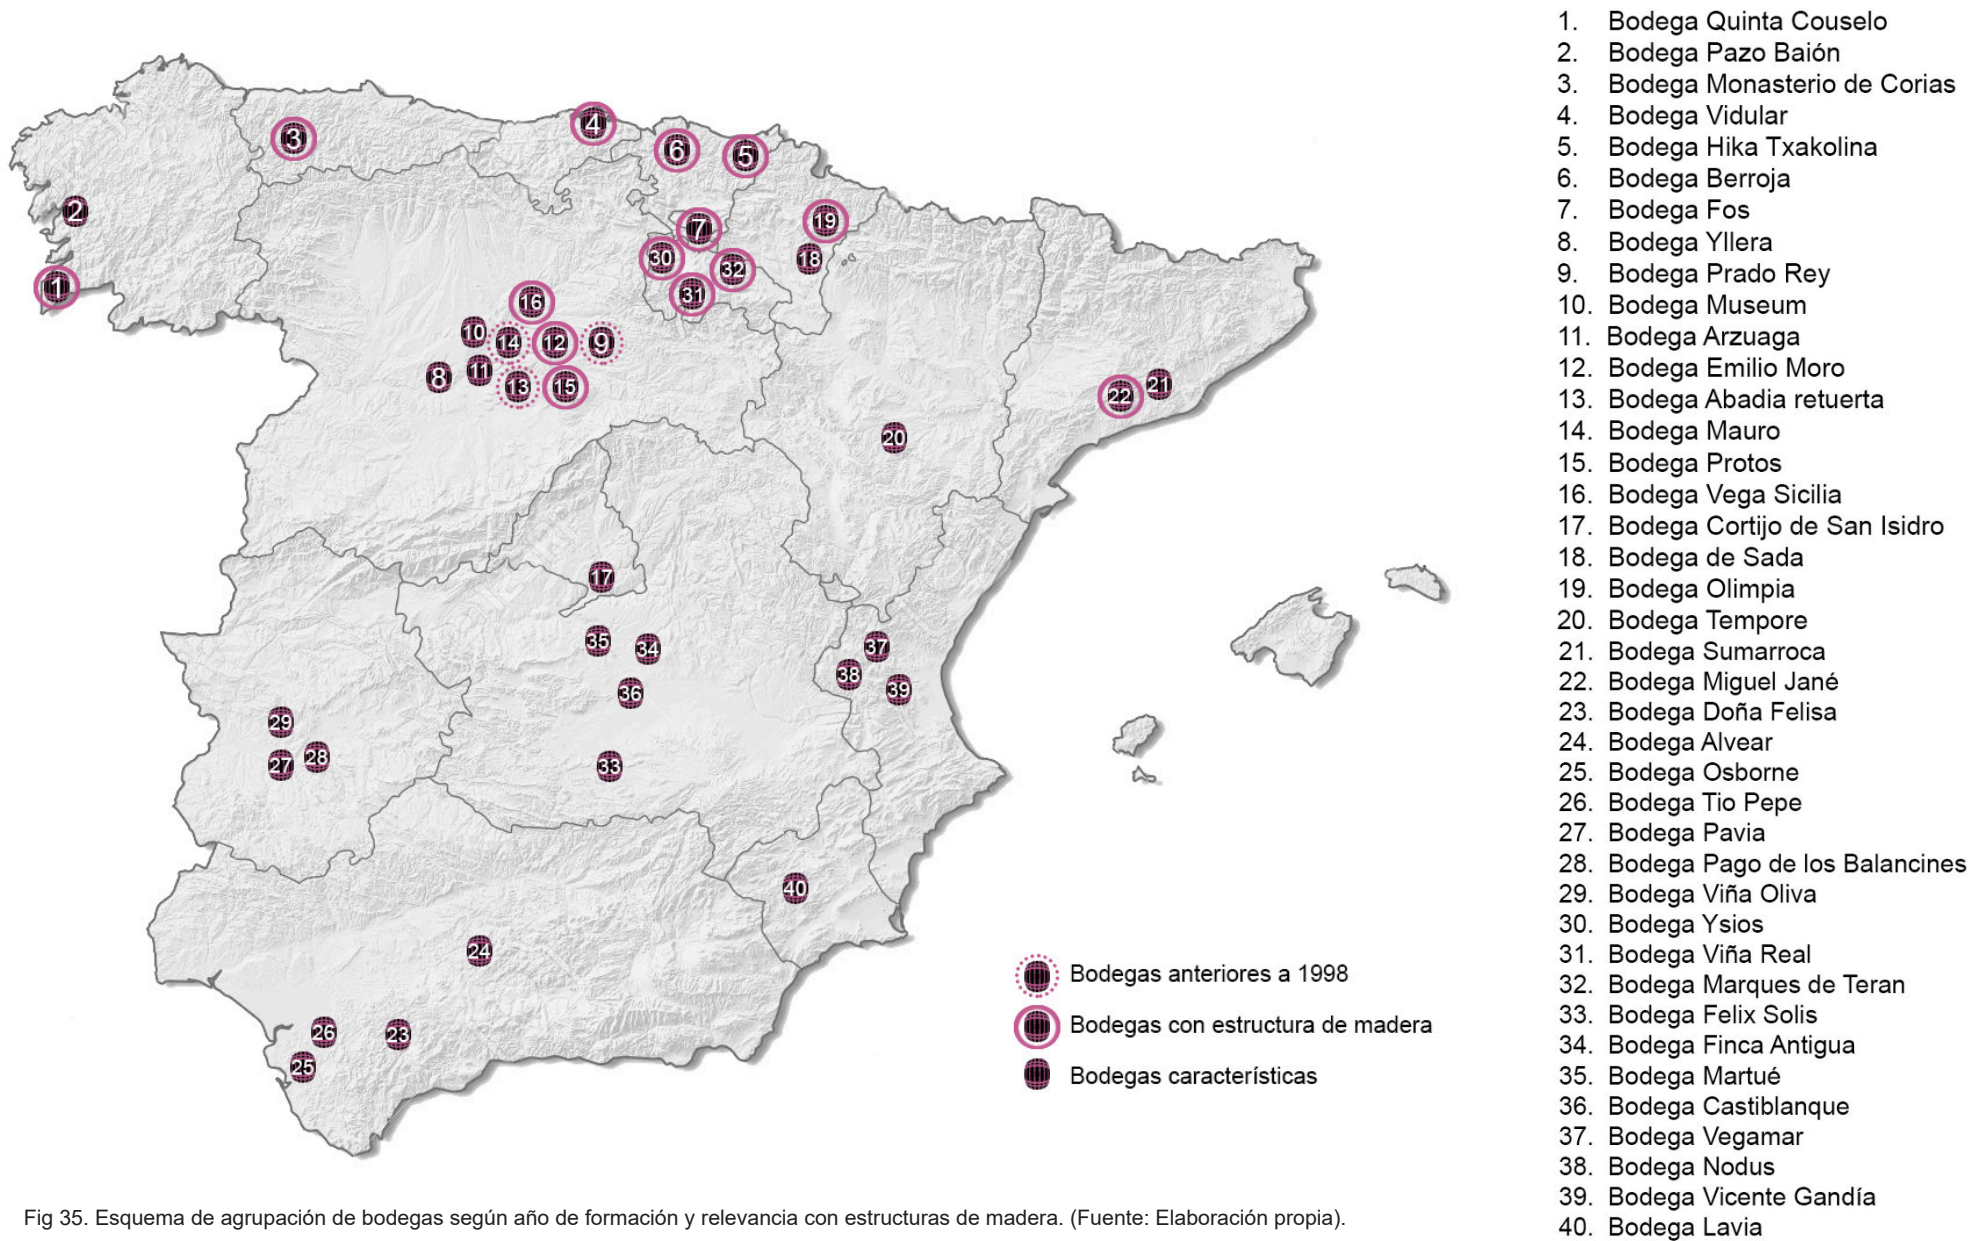 1. Bodega Quinta Couselo
2. Bodega Pazo Baión
3. Bodega Monasterio de Corias
4. Bodega Vidular
5. Bodega Hika Txakolina
6. Bodega Berroja
7. Bodega Fos
8. Bodega Yllera
9. Bodega Prado Rey
10. Bodega Museum
11. Bodega Arzuaga
12. Bodega Emilio Moro
13. Bodega Abadia retuerta
14. Bodega Mauro
15. Bodega Protos
16. Bodega Vega Sicilia
17. Bodega Cortijo de San Isidro
18. Bodega de Sada
19. Bodega Olimpia
20. Bodega Tempore
21. Bodega Sumarroca
22. Bodega Miguel Jané
23. Bodega Doña Felisa
24. Bodega Alvear
25. Bodega Osborne
26. Bodega Tio Pepe
27. Bodega Pavia
28. Bodega Pago de los Balancines
29. Bodega Viña Oliva
30. Bodega Ysios
31. Bodega Viña Real
32. Bodega Marques de Teran
33. Bodega Felix Solis
34. Bodega Finca Antigua
35. Bodega Martué
36. Bodega Castiblanque
37. Bodega Vegamar
38. Bodega Nodus
39. Bodega Vicente Gandía
40. Bodega Lavia
4
3
6
5
2
19
7
30
18
32
1
31
16
10
14
12
9
11
8
13
15
21
22
20
17
35
34
37
38
36
39
29
28
27
33
40
24
26
23
25
Bodegas anteriores a 1998
Bodegas con estructura de madera
Bodegas características
Fig 35. Esquema de agrupación de bodegas según año de formación y relevancia con estructuras de madera. (Fuente: Elaboración propia).